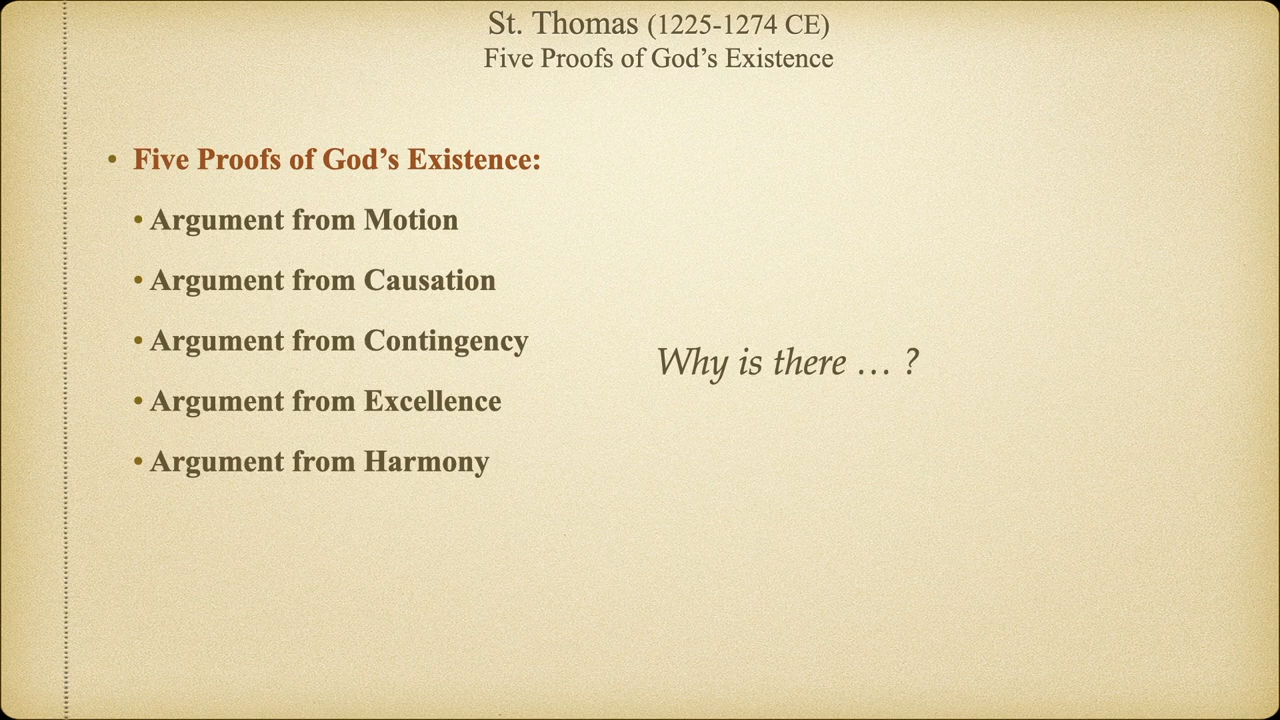 St. Thomas (1225-1274 CE)
Five Proofs of God’s Existence
• Five Proofs of God’s Existence:
• Argument from Motion
• Argument from Causation
• Argument from Contingency
Why is there … ?
• Argument from Excellence
• Argument from Harmony